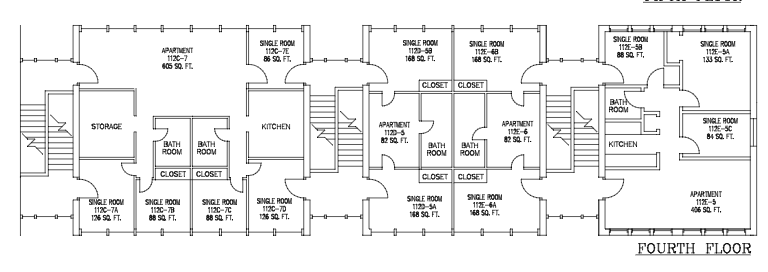 APARTMENT
112C-7
605 SQ. FT.
SINGLE ROOM
112C-7E
86 SQ. FT.
SINGLE ROOM
112D-5B
168 SQ. FT.
SINGLE ROOM
112E-6B
168 SQ. FT.
SINGLE ROOM
112E-5B
88 SQ. FT.
SINGLE ROOM
112E-5A
133 SQ. FT.
CLOSET
CLOSET
STORAGE
BATH
ROOM
BATH
ROOM
KITCHEN
APARTMENT
112D-5
82 SQ. FT.
BATH
ROOM
BATH
ROOM
APARTMENT
112E-6
82 SQ. FT.
BATH
ROOM
KITCHEN
SINGLE ROOM
112E-5C
84 SQ. FT.
CLOSET
CLOSET
CLOSET
CLOSET
SINGLE ROOM
112C-7A
126 SQ. FT.
SINGLE ROOM
112C-7B
88 SQ. FT.
SINGLE ROOM
112C-7C
88 SQ. FT.
SINGLE ROOM
112C-7D
126 SQ. FT.
SINGLE ROOM
112D-5A
168 SQ. FT.
SINGLE ROOM
112E-6A
168 SQ. FT.
APARTMENT
112E-5
406 SQ. FT.
FOURTH FLOOR